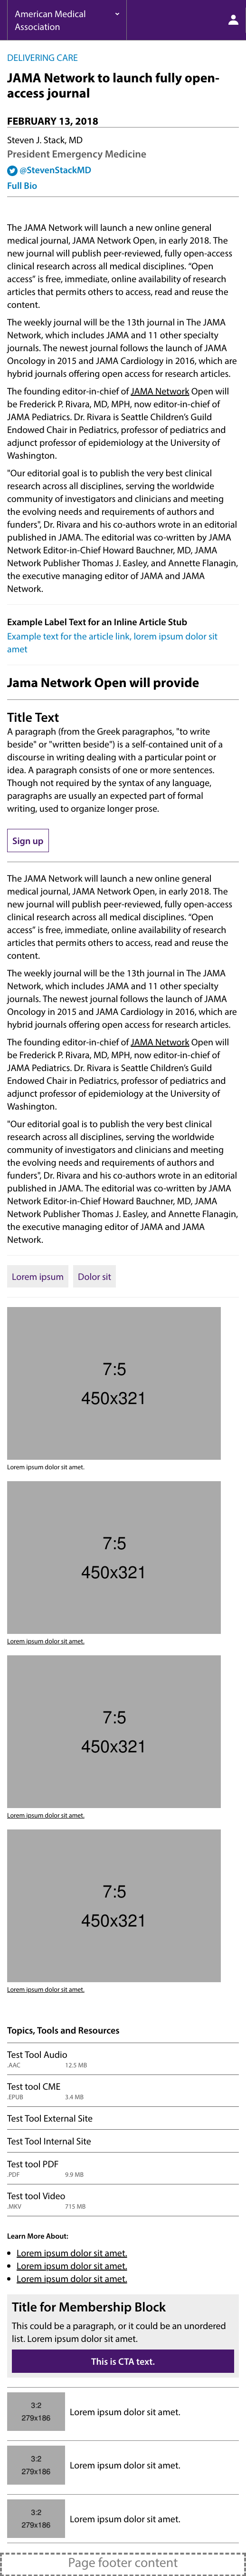 American Medical
Association
DELIVERING CARE
JAMA Network to launch fully open-
access journal
FEBRUARY 13, 2018
Steven J. Stack, MD
President Emergency Medicine
@StevenStackMD
Full Bio
The JAMA Network will launch a new online general
medical journal, JAMA Network Open, in early 2018. The
new journal will publish peer-reviewed, fully open-access
clinical research across all medical disciplines. “Open
access” is free, immediate, online availability of research
articles that permits others to access, read and reuse the
content.
The weekly journal will be the 13th journal in The JAMA
Network, which includes JAMA and 11 other specialty
journals. The newest journal follows the launch of JAMA
Oncology in 2015 and JAMA Cardiology in 2016, which are
hybrid journals offering open access for research articles.
The founding editor-in-chief of JAMA Network Open will
be Frederick P. Rivara, MD, MPH, now editor-in-chief of
JAMA Pediatrics. Dr. Rivara is Seattle Children’s Guild
Endowed Chair in Pediatrics, professor of pediatrics and
adjunct professor of epidemiology at the University of
Washington.
"Our editorial goal is to publish the very best clinical
research across all disciplines, serving the worldwide
community of investigators and clinicians and meeting
the evolving needs and requirements of authors and
funders”, Dr. Rivara and his co-authors wrote in an editorial
published in JAMA. The editorial was co-written by JAMA
Network Editor-in-Chief Howard Bauchner, MD, JAMA
Network Publisher Thomas J. Easley, and Annette Flanagin,
the executive managing editor of JAMA and JAMA
Network.
Example Label Text for an Inline Article Stub
Example text for the article link, lorem ipsum dolor sit
amet
Jama Network Open will provide
Title Text
A paragraph (from the Greek paragraphos, "to write
beside" or "written beside") is a self-contained unit of a
discourse in writing dealing with a particular point or
idea. A paragraph consists of one or more sentences.
Though not required by the syntax of any language,
paragraphs are usually an expected part of formal
writing, used to organize longer prose.
Sign up
The JAMA Network will launch a new online general
medical journal, JAMA Network Open, in early 2018. The
new journal will publish peer-reviewed, fully open-access
clinical research across all medical disciplines. “Open
access” is free, immediate, online availability of research
articles that permits others to access, read and reuse the
content.
The weekly journal will be the 13th journal in The JAMA
Network, which includes JAMA and 11 other specialty
journals. The newest journal follows the launch of JAMA
Oncology in 2015 and JAMA Cardiology in 2016, which are
hybrid journals offering open access for research articles.
The founding editor-in-chief of JAMA Network Open will
be Frederick P. Rivara, MD, MPH, now editor-in-chief of
JAMA Pediatrics. Dr. Rivara is Seattle Children’s Guild
Endowed Chair in Pediatrics, professor of pediatrics and
adjunct professor of epidemiology at the University of
Washington.
"Our editorial goal is to publish the very best clinical
research across all disciplines, serving the worldwide
community of investigators and clinicians and meeting
the evolving needs and requirements of authors and
funders”, Dr. Rivara and his co-authors wrote in an editorial
published in JAMA. The editorial was co-written by JAMA
Network Editor-in-Chief Howard Bauchner, MD, JAMA
Network Publisher Thomas J. Easley, and Annette Flanagin,
the executive managing editor of JAMA and JAMA
Network.
Lorem ipsum Dolor sit
7:5
450x321
Lorem ipsum dolor sit amet.
7:5
450x321
Lorem ipsum dolor sit amet.
7:5
450x321
Lorem ipsum dolor sit amet.
7:5
450x321
Lorem ipsum dolor sit amet.
Topics, Tools and Resources
Test Tool Audio
.AAC 12.5 MB
Test tool CME
.EPUB 3.4 MB
Test Tool External Site
Test Tool Internal Site
Test tool PDF
.PDF 9.9 MB
Test tool Video
.MKV 715 MB
Learn More About:
Lorem ipsum dolor sit amet.
Lorem ipsum dolor sit amet.
Lorem ipsum dolor sit amet.
Title for Membership Block
This could be a paragraph, or it could be an unordered
list. Lorem ipsum dolor sit amet.
This is CTA text.
3:2
279x186
Lorem ipsum dolor sit amet.
3:2
279x186
Lorem ipsum dolor sit amet.
3:2
279x186
Lorem ipsum dolor sit amet.
Page footer content